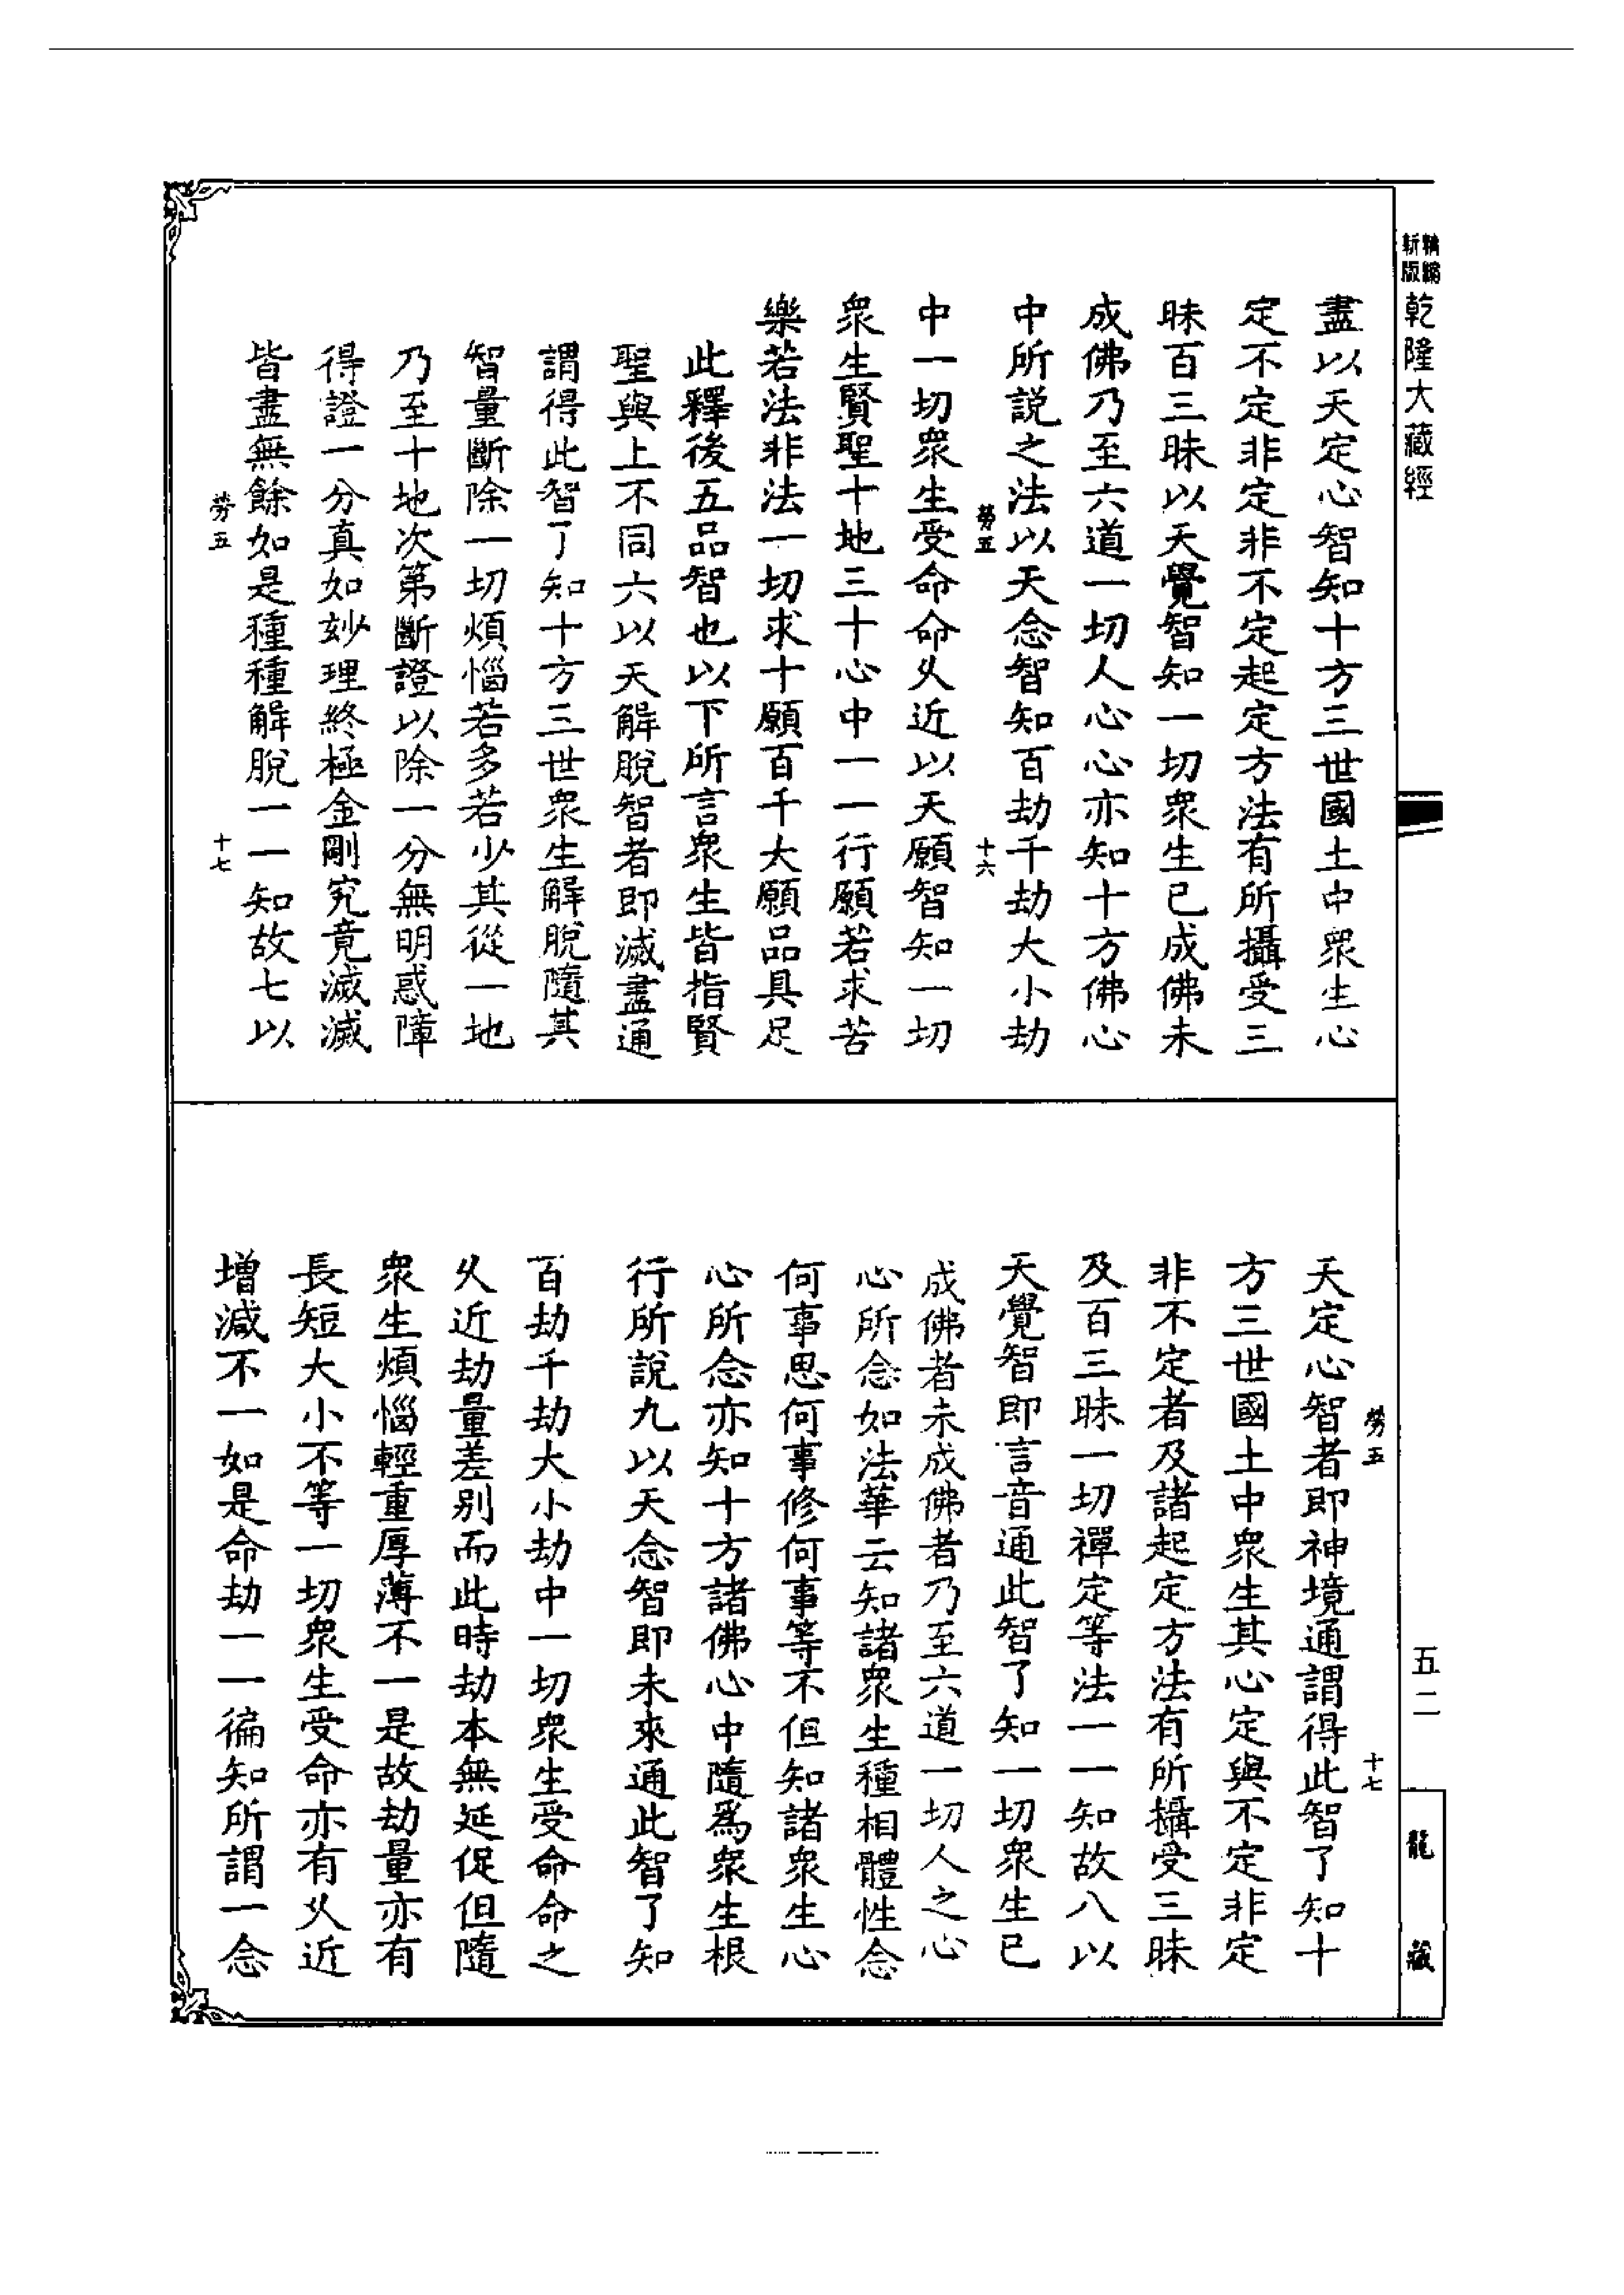 新版
精編
乾隆大藏經
盡以天定心智知十方三世國土中衆生心
定不定非定非不定起定方法有所攝受三
昧百三昧以天覺智知一切衆生已成佛未
成佛乃至六道一切人心心亦知十方佛心
中所説之法以天念智知百劫千劫大小劫
勞五
十六
中一切衆生受命命久近以天願智知一切
衆生賢聖十地三十心中一一行願若求苦
樂若法非法一切求十願百千大願品具足
此釋後五品智也以下所言衆生皆指賢
聖與上不同六以天解脫智者即滅盡通
謂得此智了知十方三世衆生解脫隨其
智量斷除一切煩惱若多若少其從一地
乃至十地次第斷證以除一分無明惑障
得證一分真如妙理終極金剛究竟滅滅
皆盡無餘如是種種解脫一一知故七以
勞五
十七
勞五
十七
天定心智者即神境通謂得此智了知十
方三世國土中衆生其心定與不定非定
非不定者及諸起定方法有所攝受三昧
及百三昧一切禪定等法一一知故八以
天覺智即言音通此智了知一切衆生已
成佛者未成佛者乃至六道一切人之心
心所念如法華云知諸衆生種相體性念
何事思何事修何事等不但知諸衆生心
心所念亦知十方諸佛心中隨爲衆生根
行所說九以天念智即未來通此智了知
百劫千劫大小劫中一切衆生受命命之
久近劫量差别而此時劫本無延促但隨
衆生煩惱輕重厚薄不一是故劫量亦有
長短大小不等一切衆生受命亦有久近
增減不一如是命劫一一徧知所謂一念
五二
龍藏